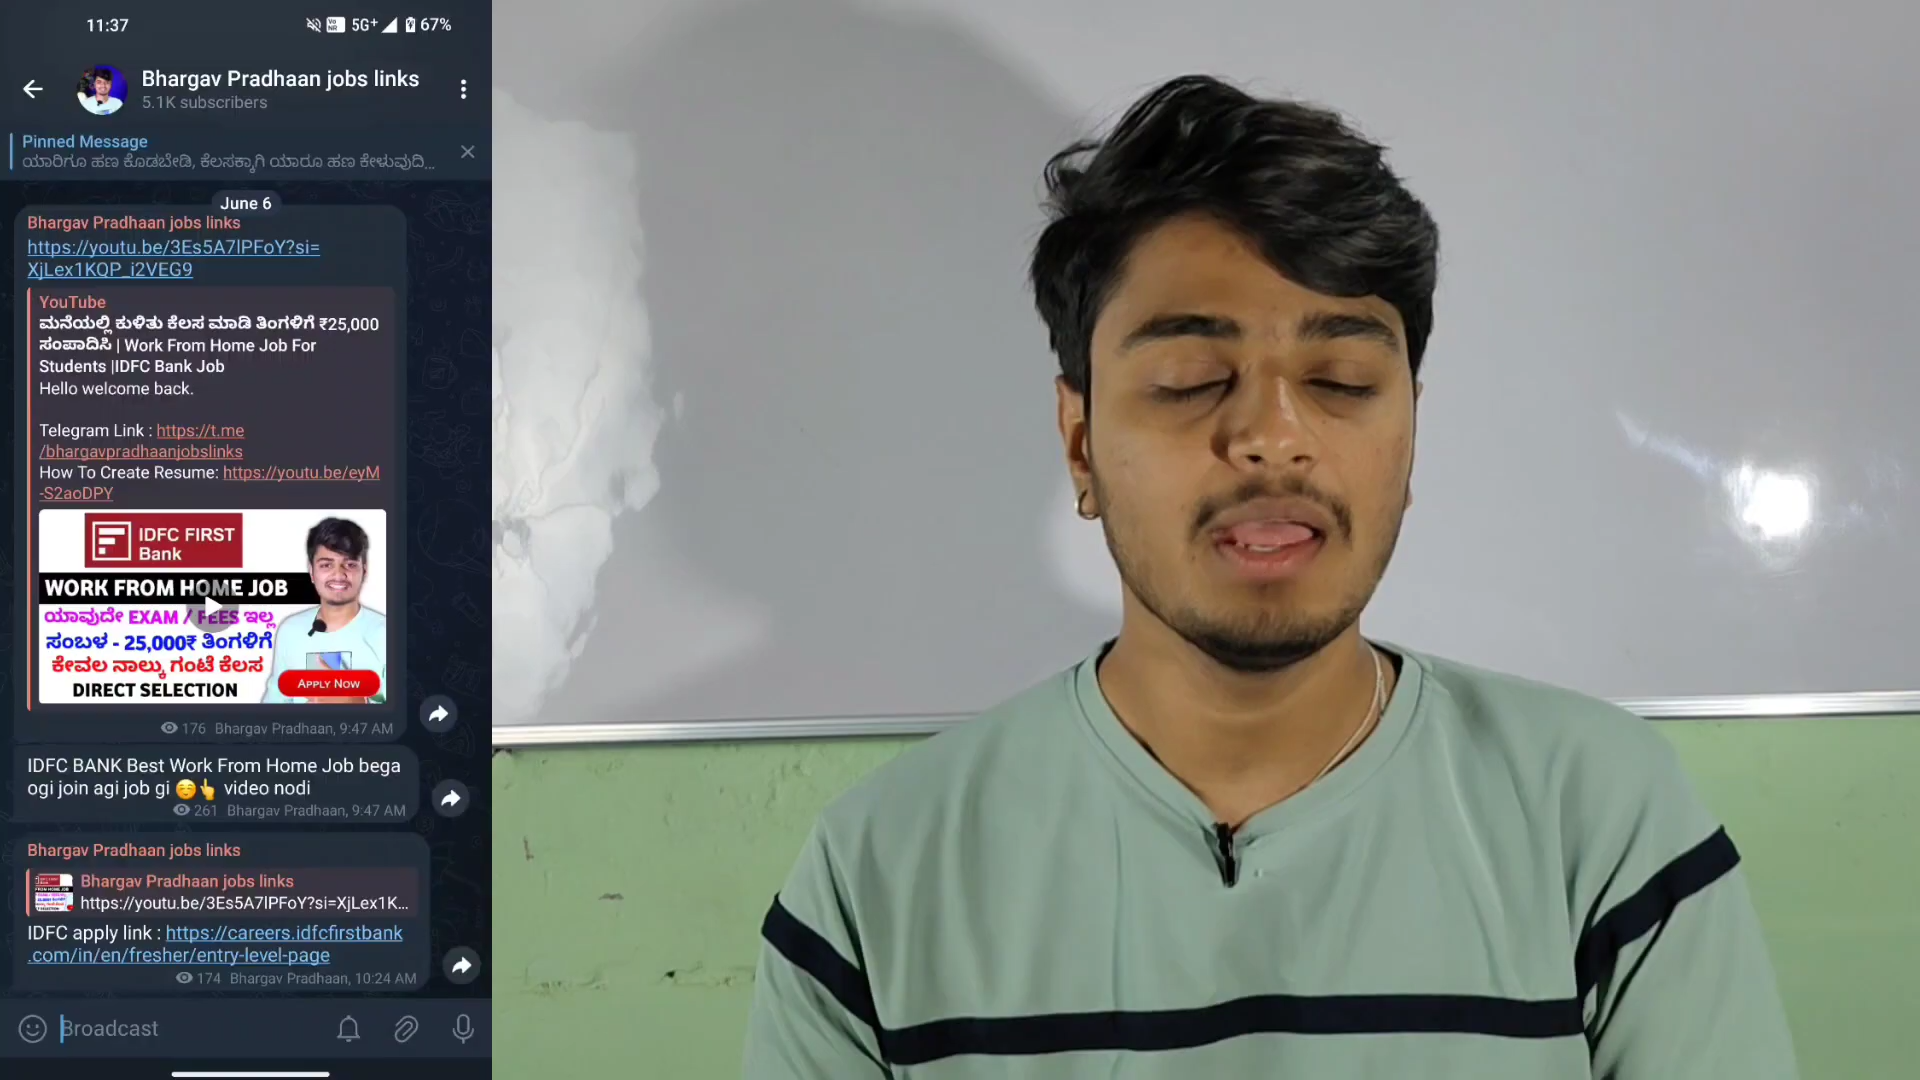 11:37
Vo
NR
5G+
67%
Bhargav Pradhaan jobs links
5.1K subscribers
Pinned Message
ಯಾರಿಗೂ ಹಣ ಕೊಡಬೇಡಿ, ಕೆಲಸಕ್ಕಾಗಿ ಯಾರೂ ಹಣ ಕೇಳುವುದಿ...
June 6
Bhargav Pradhaan jobs links
https://youtu.be/3Es5A7lPFoY?si=
XjLex1KQP_i2VEG9
YouTube
ಮನೆಯಲ್ಲಿ ಕುಳಿತು ಕೆಲಸ ಮಾಡಿ ತಿಂಗಳಿಗೆ ₹25,000
ಸಂಪಾದಿಸಿ | Work From Home Job For
Students |IDFC Bank Job
Hello welcome back.
Telegram Link : https://t.me
/bhargavpradhaanjobslinks
How To Create Resume: https://youtu.be/eyM
-S2aoDPY
IDFC FIRST
Bank
WORK FROM HOME JOB
ಯಾವುದೇ EXAM / FEES ಇಲ್ಲ
ಸಂಬಳ - 25,000₹ ತಿಂಗಳಿಗೆ
ಕೇವಲ ನಾಲ್ಕು ಗಂಟೆ ಕೆಲಸ
DIRECT SELECTION
APPLY NOW
176 Bhargav Pradhaan, 9:47 AM
IDFC BANK Best Work From Home Job bega
ogi join agi job gi ☺️👆 video nodi
261 Bhargav Pradhaan, 9:47 AM
Bhargav Pradhaan jobs links
Bhargav Pradhaan jobs links
https://youtu.be/3Es5A7lPFoY?si=XjLex1K...
IDFC apply link : https://careers.idfcfirstbank
.com/in/en/fresher/entry-level-page
174 Bhargav Pradhaan, 10:24 AM
Broadcast